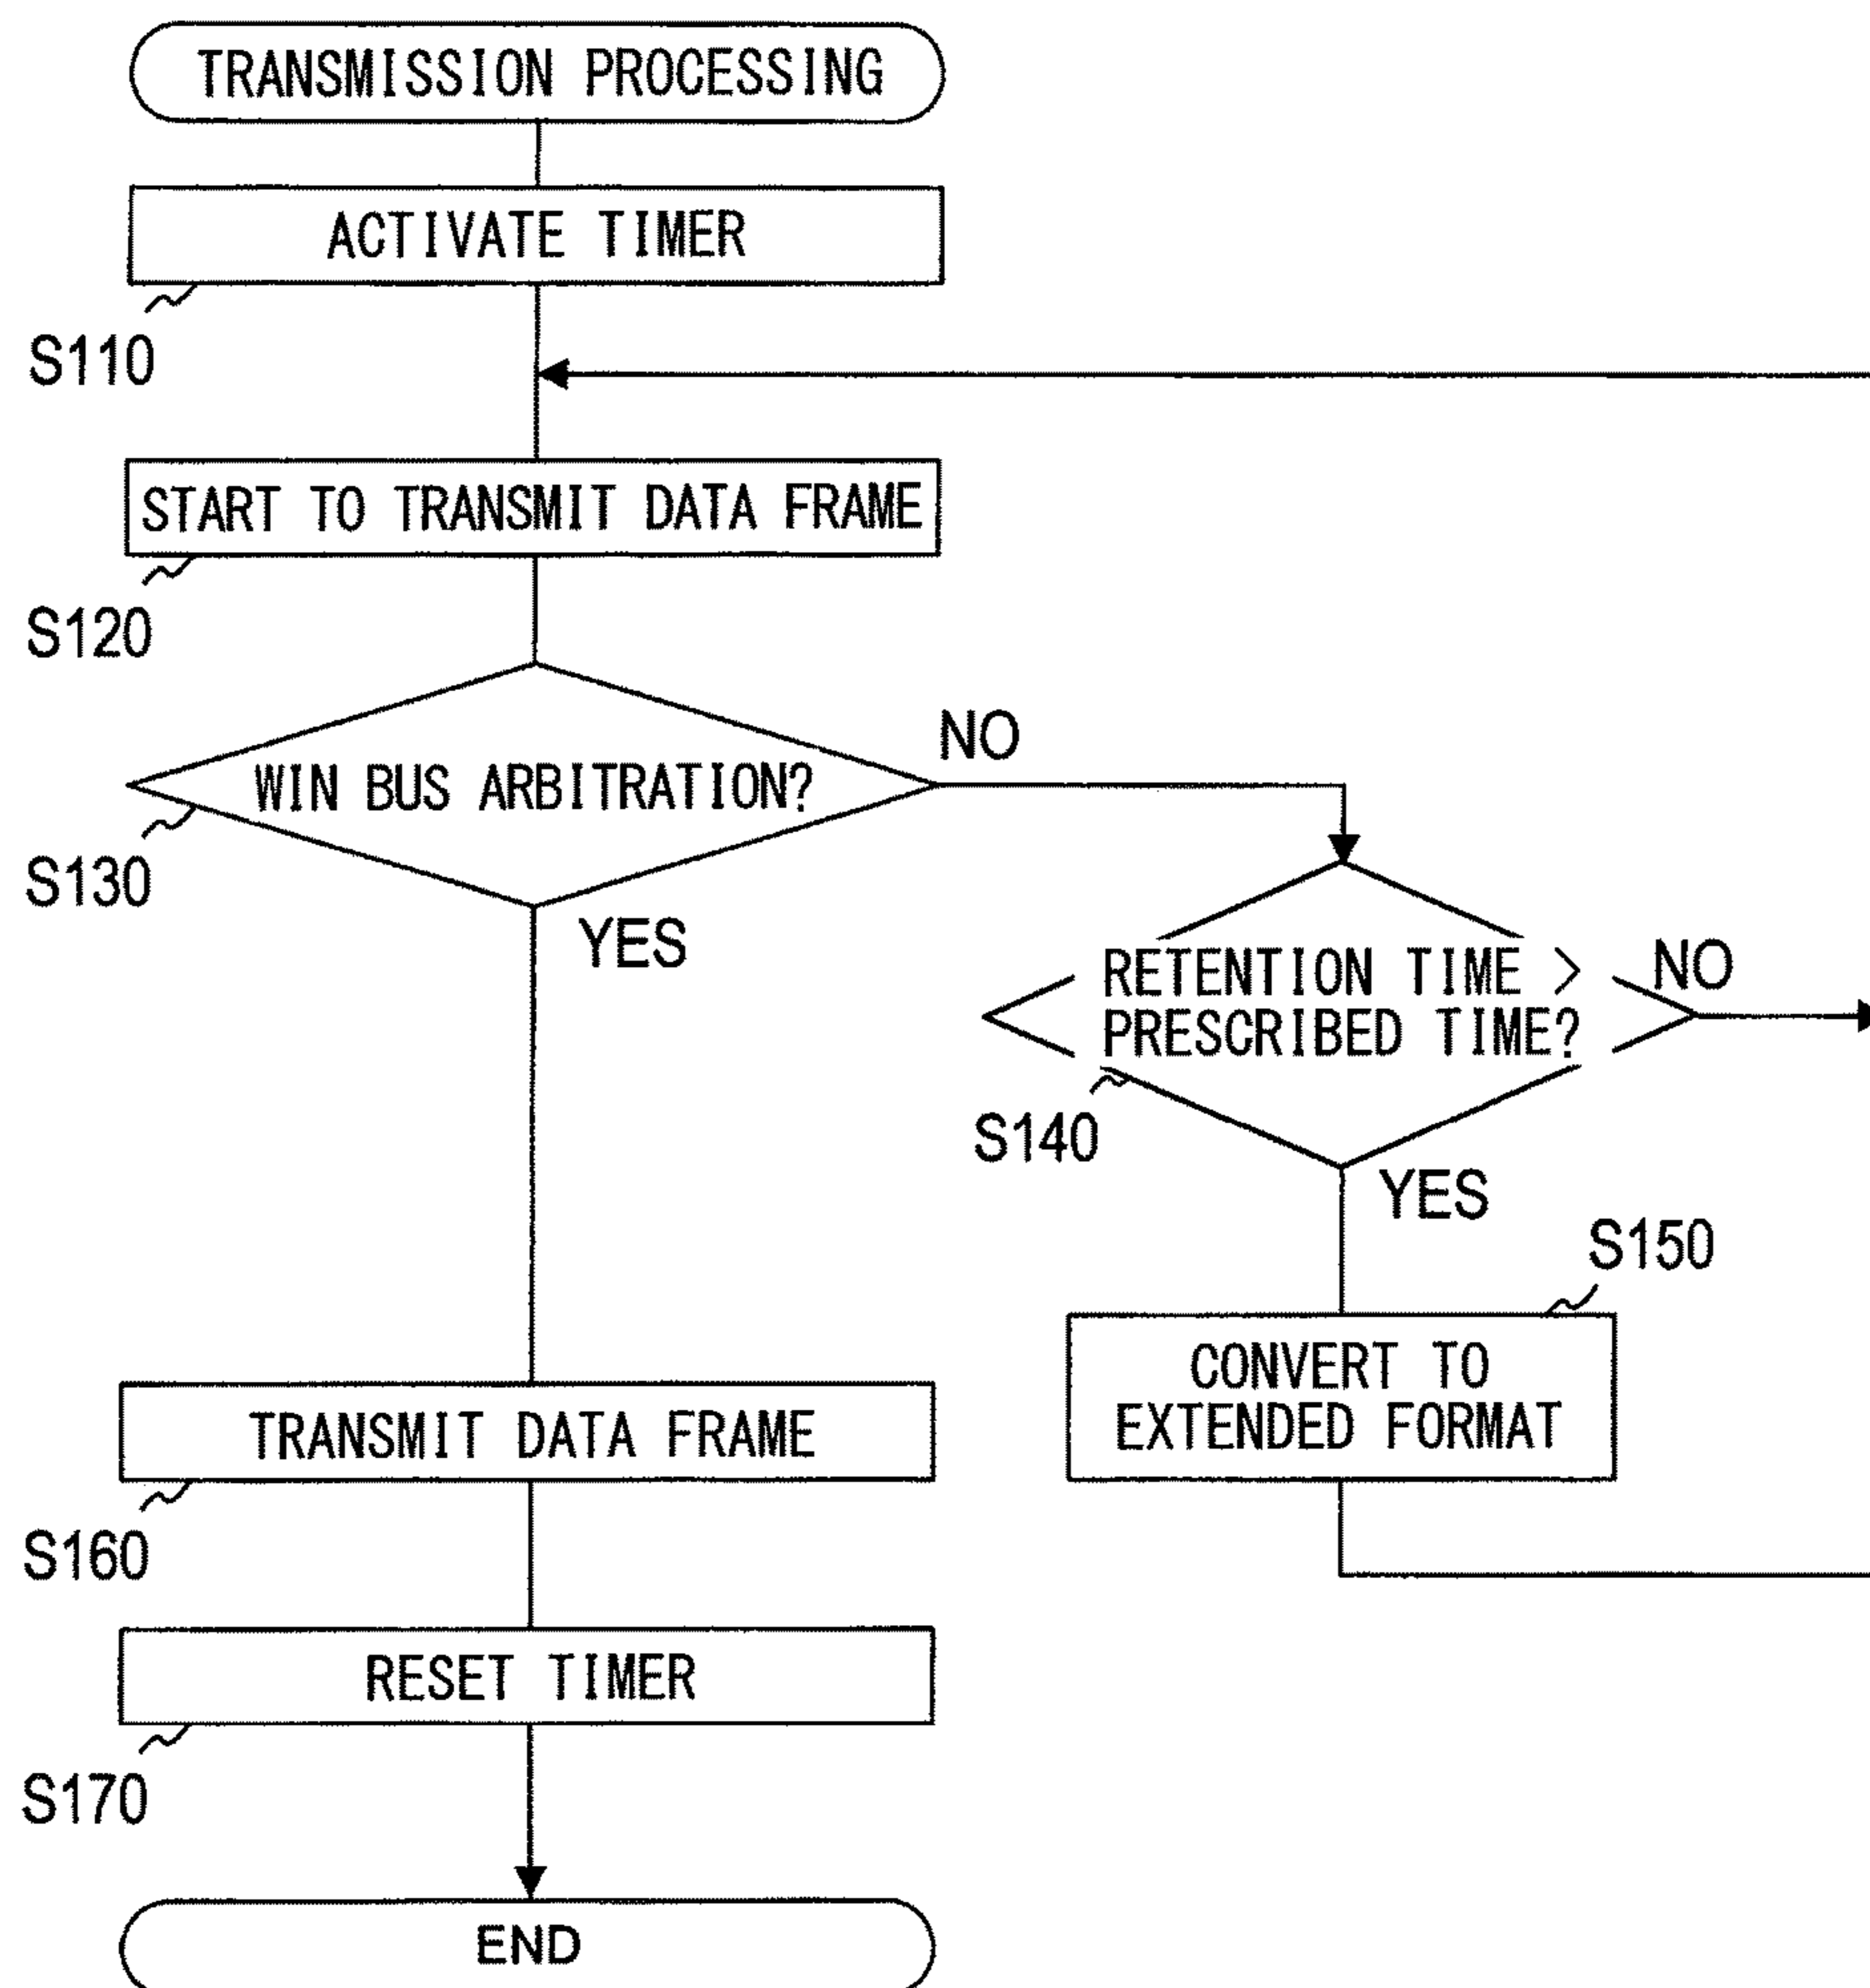 TRANSMISSION PROCESSING
ACTIVATE TIMER
S110
START TO TRANSMIT DATA FRAME
S120
WIN BUS ARBITRATION?
NO
S130
YES
RETENTION TIME >
PRESCRIBED TIME?
NO
S140
YES
S150
CONVERT TO
EXTENDED FORMAT
TRANSMIT DATA FRAME
S160
RESET TIMER
S170
END